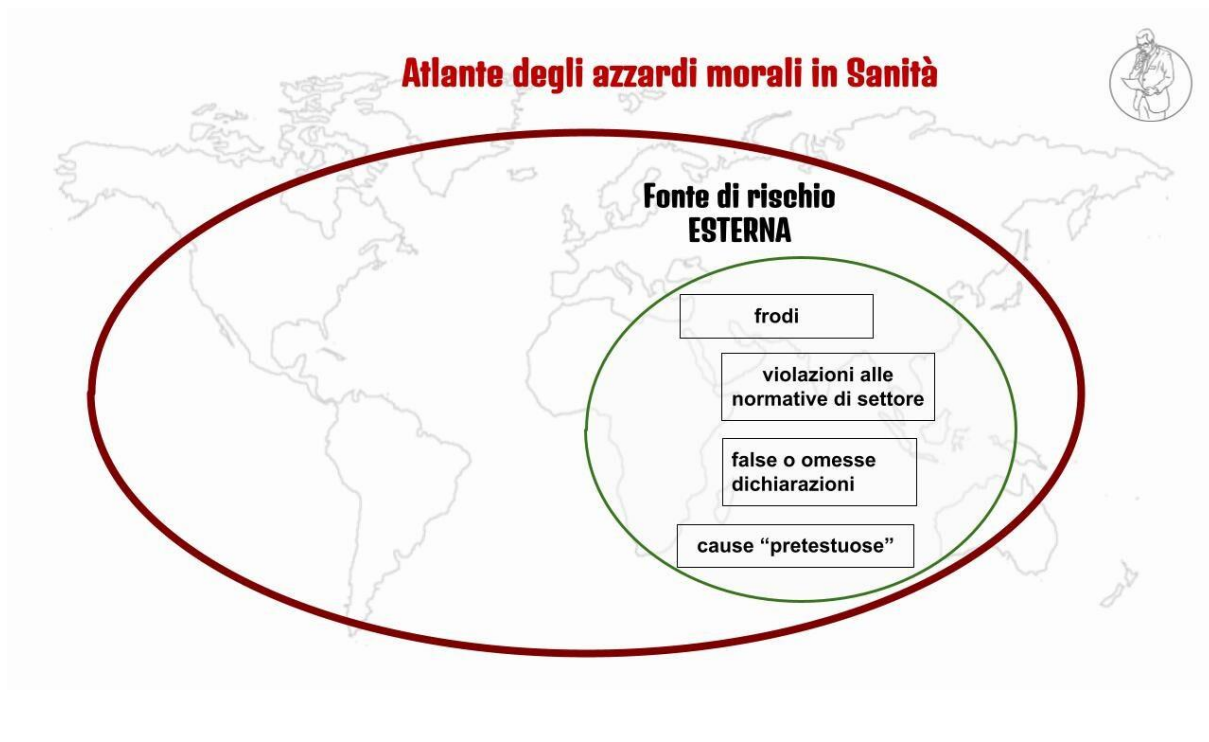 Atlante degli azzardi morali in Sanità
Fonte di rischio
ESTERNA
frodi
violazioni alle
normative di settore
false o omesse
dichiarazioni
cause “pretestuose”